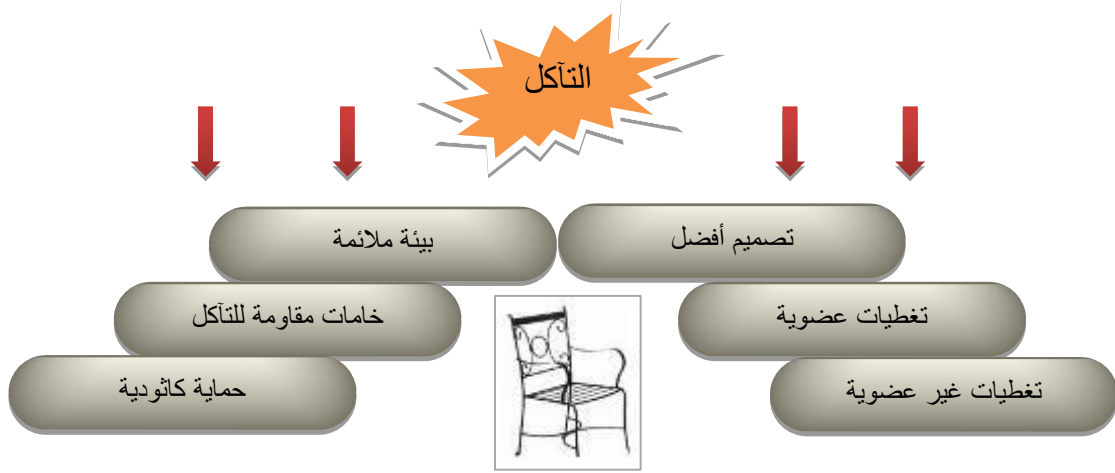 التآكل
تصميم أفضل
بيئة ملائمة
تغطيات عضوية
خامات مقاومة للتآكل
تغطيات غير عضوية
حماية كاثودية